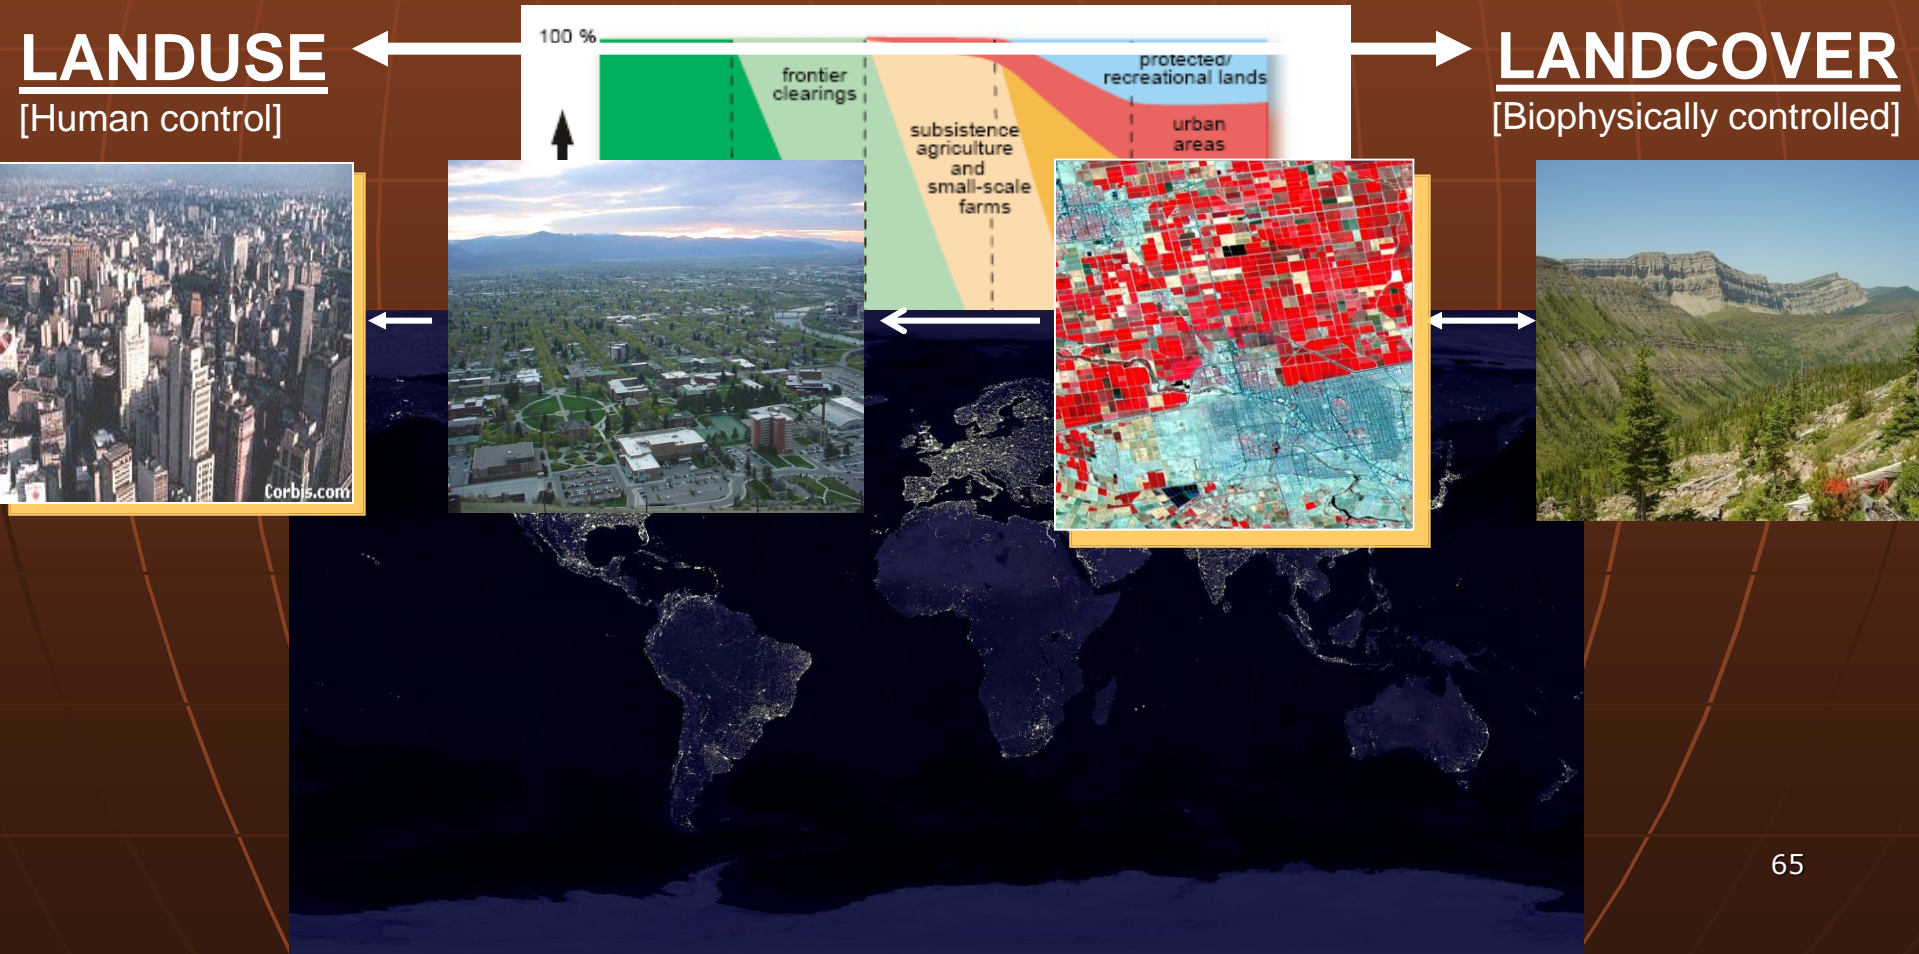 LANDUSE
[Human control]
100 %
frontier
clearings
subsistence
agriculture
and
small-scale
farms
protected/
recreational lands
urban
areas
LANDCOVER
[Biophysically controlled]
Corbis.com
65